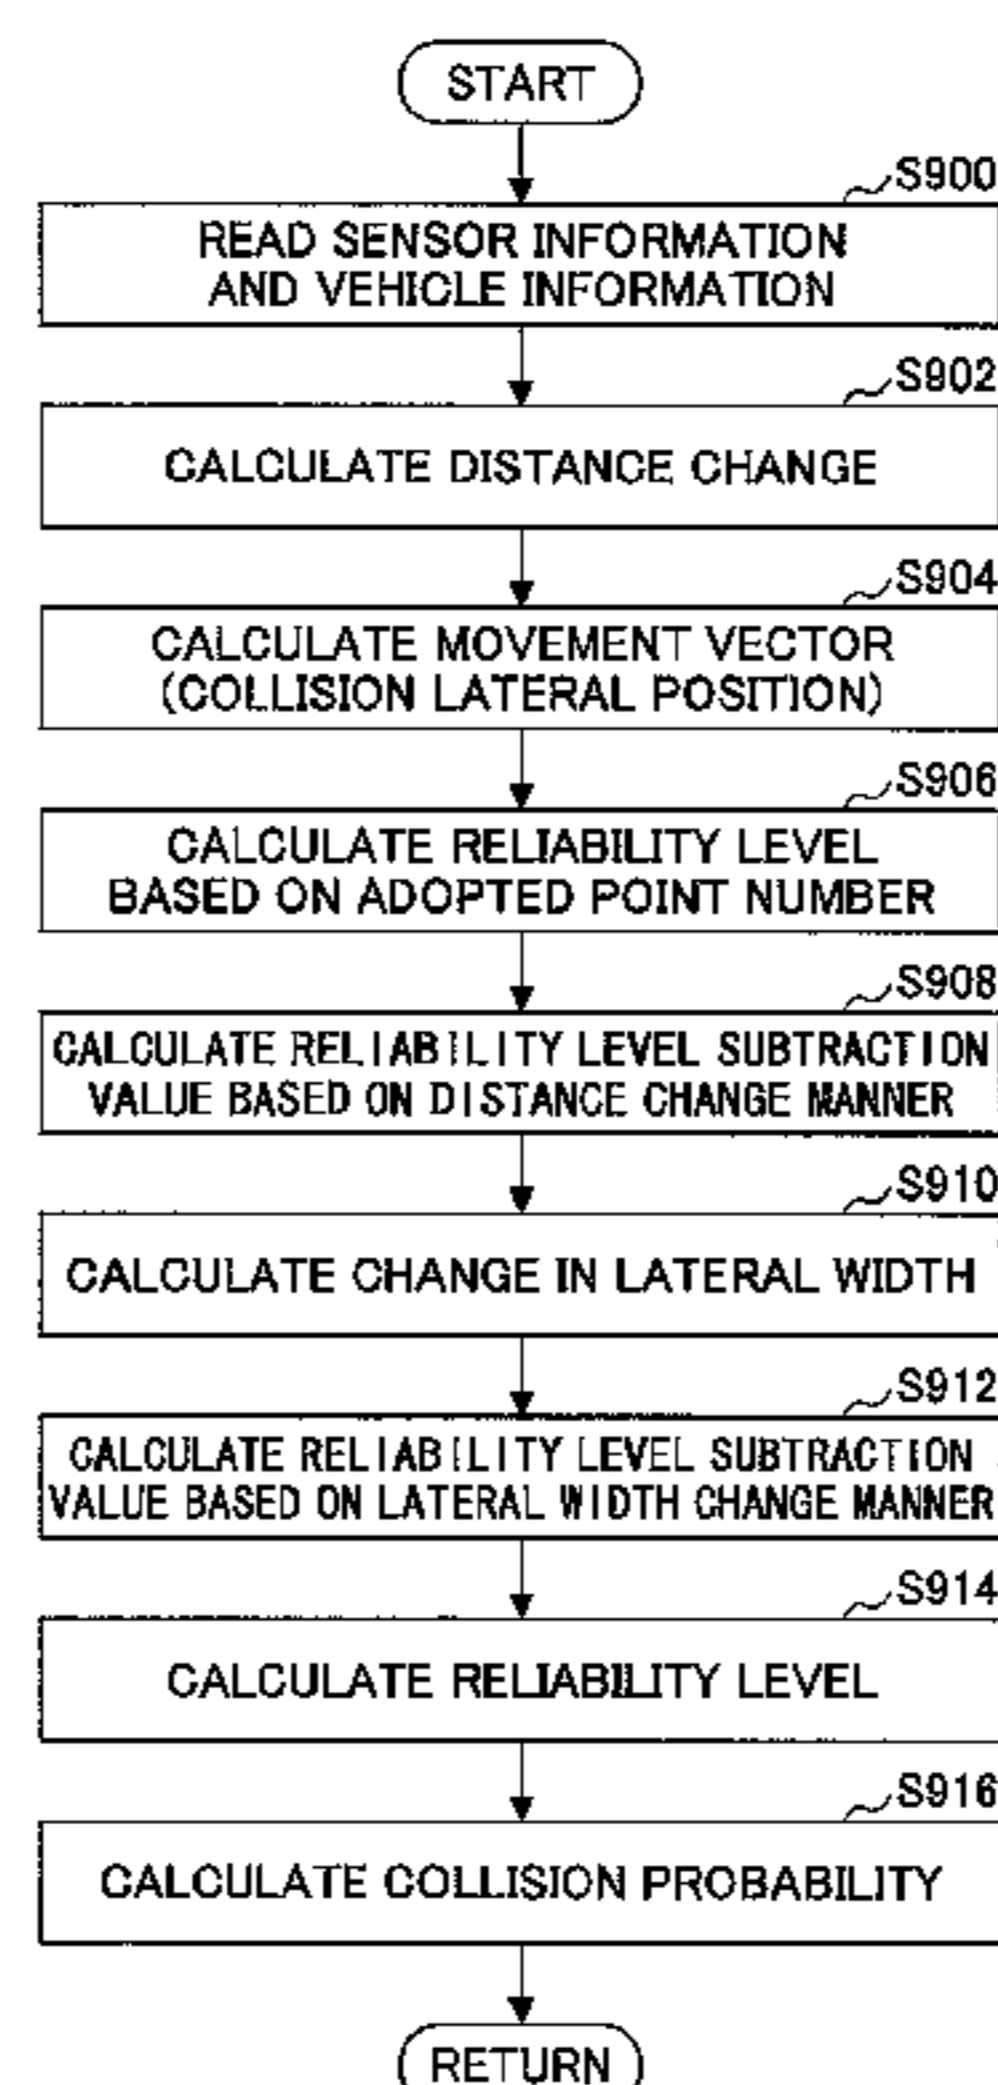 START
S900
READ SENSOR INFORMATION
AND VEHICLE INFORMATION
S902
CALCULATE DISTANCE CHANGE
S904
CALCULATE MOVEMENT VECTOR
(COLLISION LATERAL POSITION)
S906
CALCULATE RELIABILITY LEVEL
BASED ON ADOPTED POINT NUMBER
S908
CALCULATE RELIABILITY LEVEL SUBTRACTION
VALUE BASED ON DISTANCE CHANGE MANNER
S910
CALCULATE CHANGE IN LATERAL WIDTH
S912
CALCULATE RELIABILITY LEVEL SUBTRACTION
VALUE BASED ON LATERAL WIDTH CHANGE MANNER
S914
CALCULATE RELIABILITY LEVEL
S916
CALCULATE COLLISION PROBABILITY
RETURN